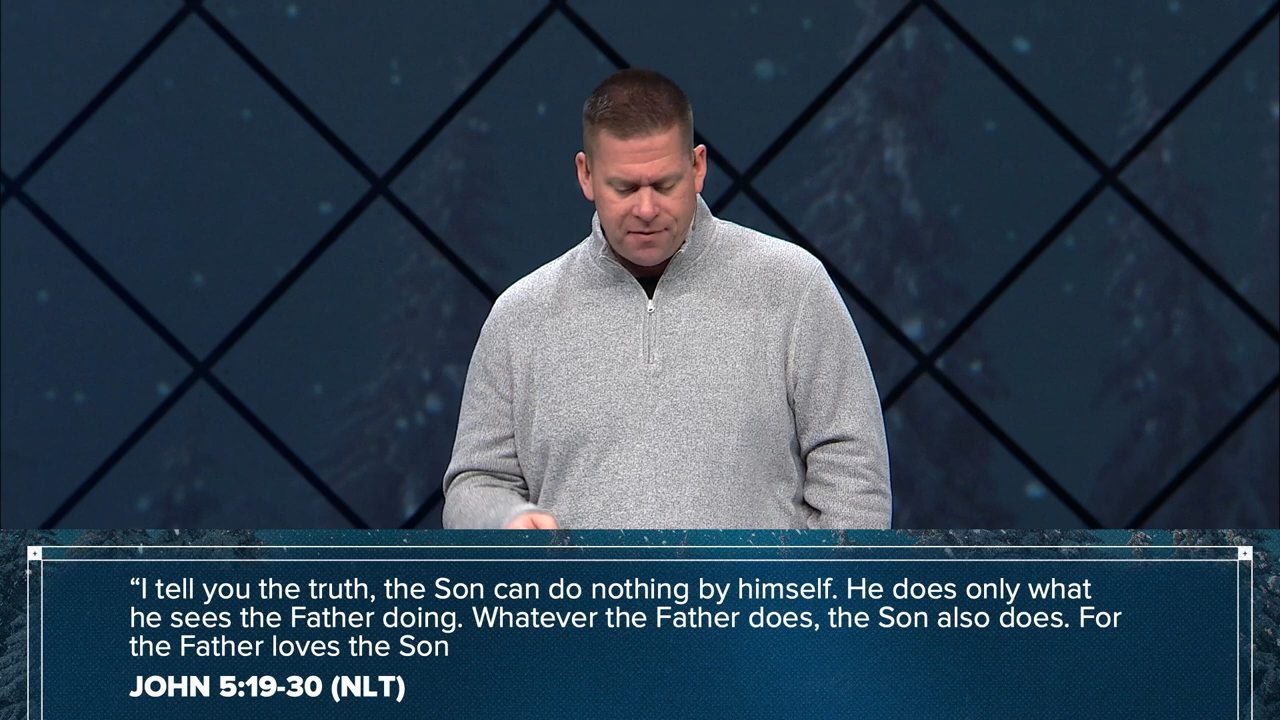 “I tell you the truth, the Son can do nothing by himself. He does only what
he sees the Father doing. Whatever the Father does, the Son also does. For
the Father loves the Son
JOHN 5:19-30 (NLT)